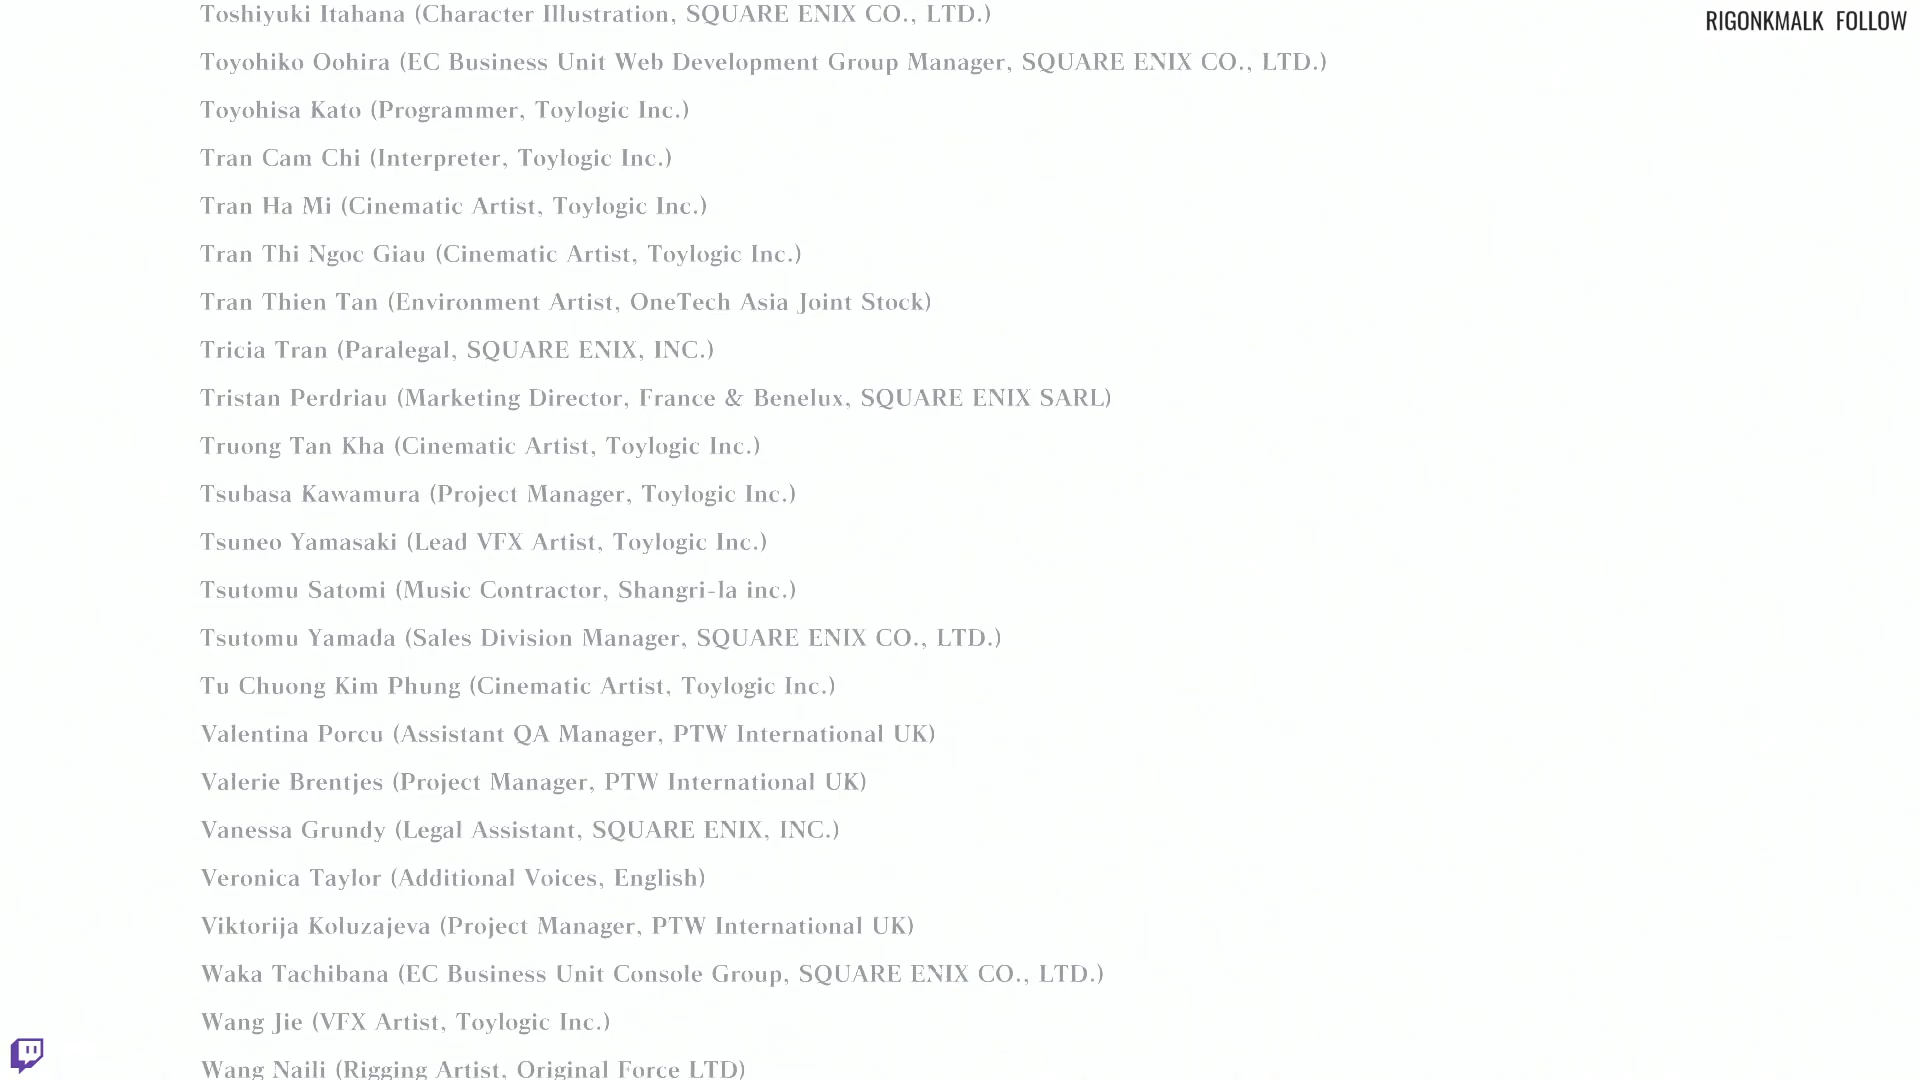 Toshiyuki Itahana (Character Illustration, SQUARE ENIX CO., LTD.)
RIGONKMALK FOLLOW
Toyohiko Oohira (EC Business Unit Web Development Group Manager, SQUARE ENIX CO., LTD.)
Toyohisa Kato (Programmer, Toylogic Inc.)
Tran Cam Chi (Interpreter, Toylogic Inc.)
Tran Ha Mi (Cinematic Artist, Toylogic Inc.)
Tran Thi Ngoc Giau (Cinematic Artist, Toylogic Inc.)
Tran Thien Tan (Environment Artist, OneTech Asia Joint Stock)
Tricia Tran (Paralegal, SQUARE ENIX, INC.)
Tristan Perdriau (Marketing Director, France & Benelux, SQUARE ENIX SARL)
Truong Tan Kha (Cinematic Artist, Toylogic Inc.)
Tsubasa Kawamura (Project Manager, Toylogic Inc.)
Tsuneo Yamasaki (Lead VFX Artist, Toylogic Inc.)
Tsutomu Satomi (Music Contractor, Shangri-la inc.)
Tsutomu Yamada (Sales Division Manager, SQUARE ENIX CO., LTD.)
Tu Chuong Kim Phung (Cinematic Artist, Toylogic Inc.)
Valentina Porcu (Assistant QA Manager, PTW International UK)
Valerie Brentjes (Project Manager, PTW International UK)
Vanessa Grundy (Legal Assistant, SQUARE ENIX, INC.)
Veronica Taylor (Additional Voices, English)
Viktorija Koluzajeva (Project Manager, PTW International UK)
Waka Tachibana (EC Business Unit Console Group, SQUARE ENIX CO., LTD.)
Wang Jie (VFX Artist, Toylogic Inc.)
Wang Naili (Rigging Artist, Original Force LTD)